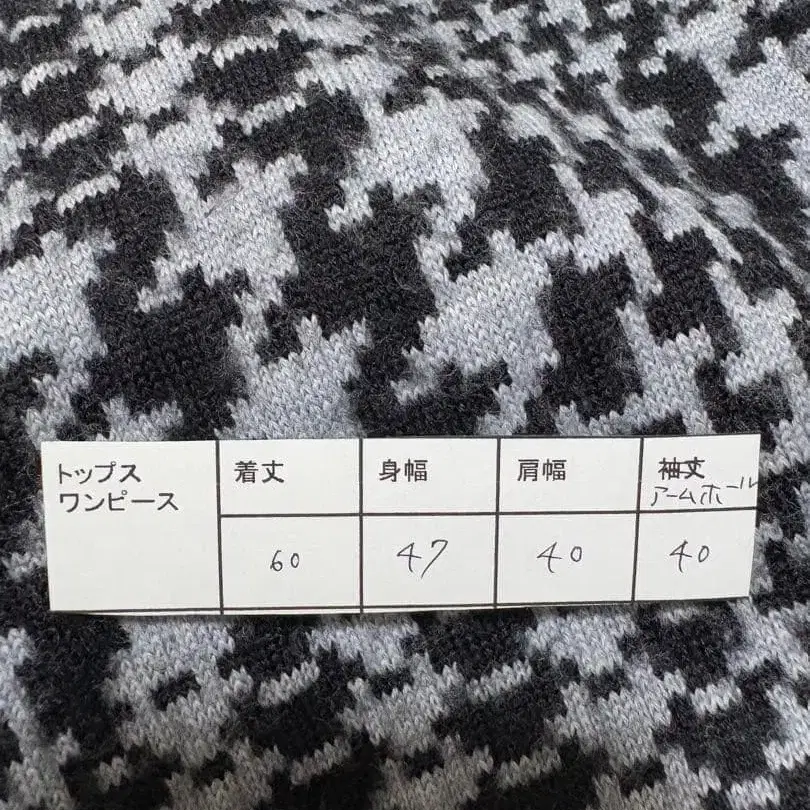 トップス
ワンピース
着丈 身幅 肩幅 袖丈
アームホール
60 47 40 40